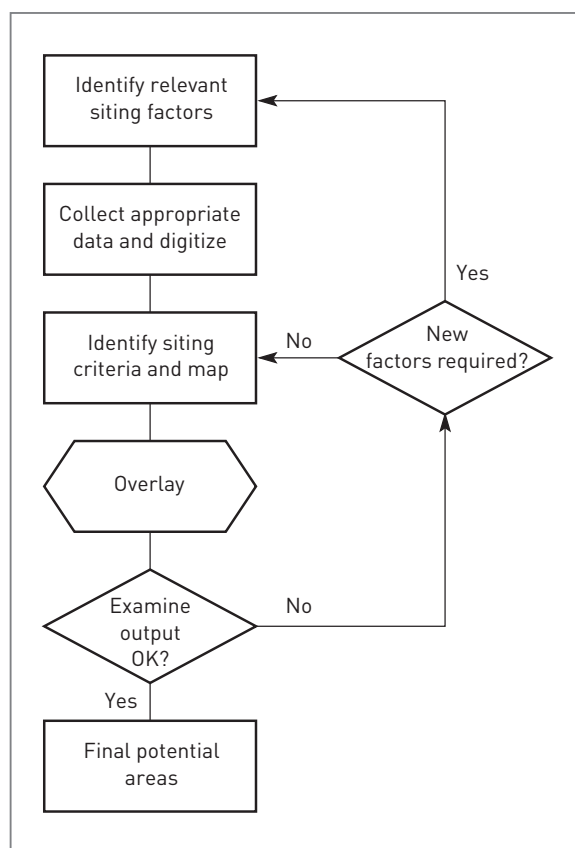 Identify relevant
siting factors
Collect appropriate
data and digitize
Yes
Identify siting
criteria and map
No
New
factors required?
Overlay
Examine
output
OK?
No
Yes
Final potential
areas